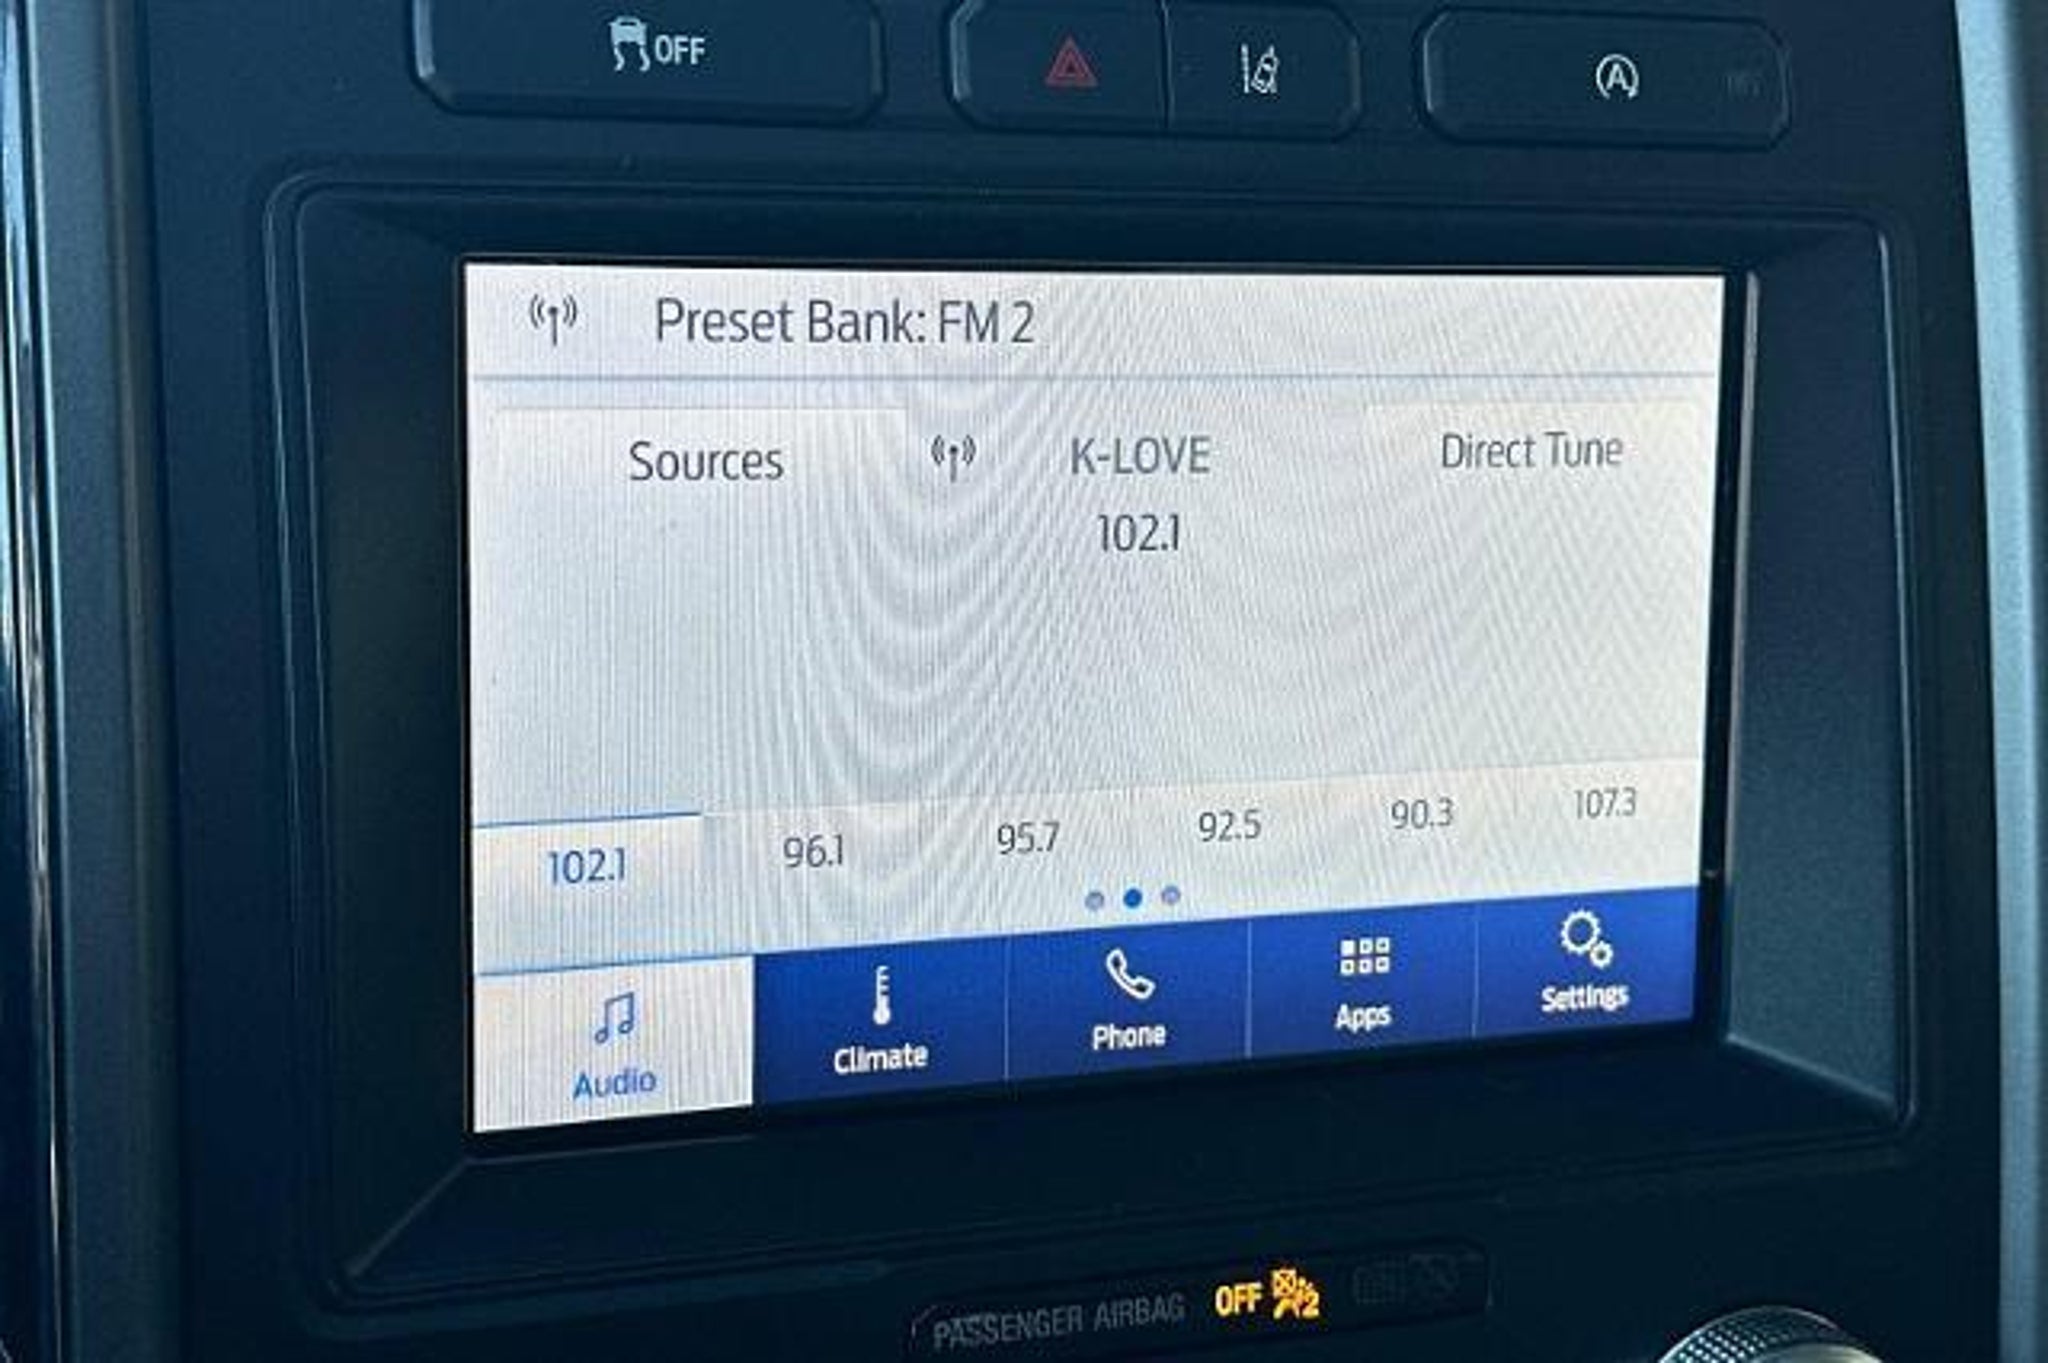 OFF
A
Preset Bank: FM 2
Sources
K-LOVE
Direct Tune
102.1
102.1 96.1 95.7 92.5 90.3 107.3
Audio Climate Phone Apps Settings
PASSENGER AIRBAG OFF 2